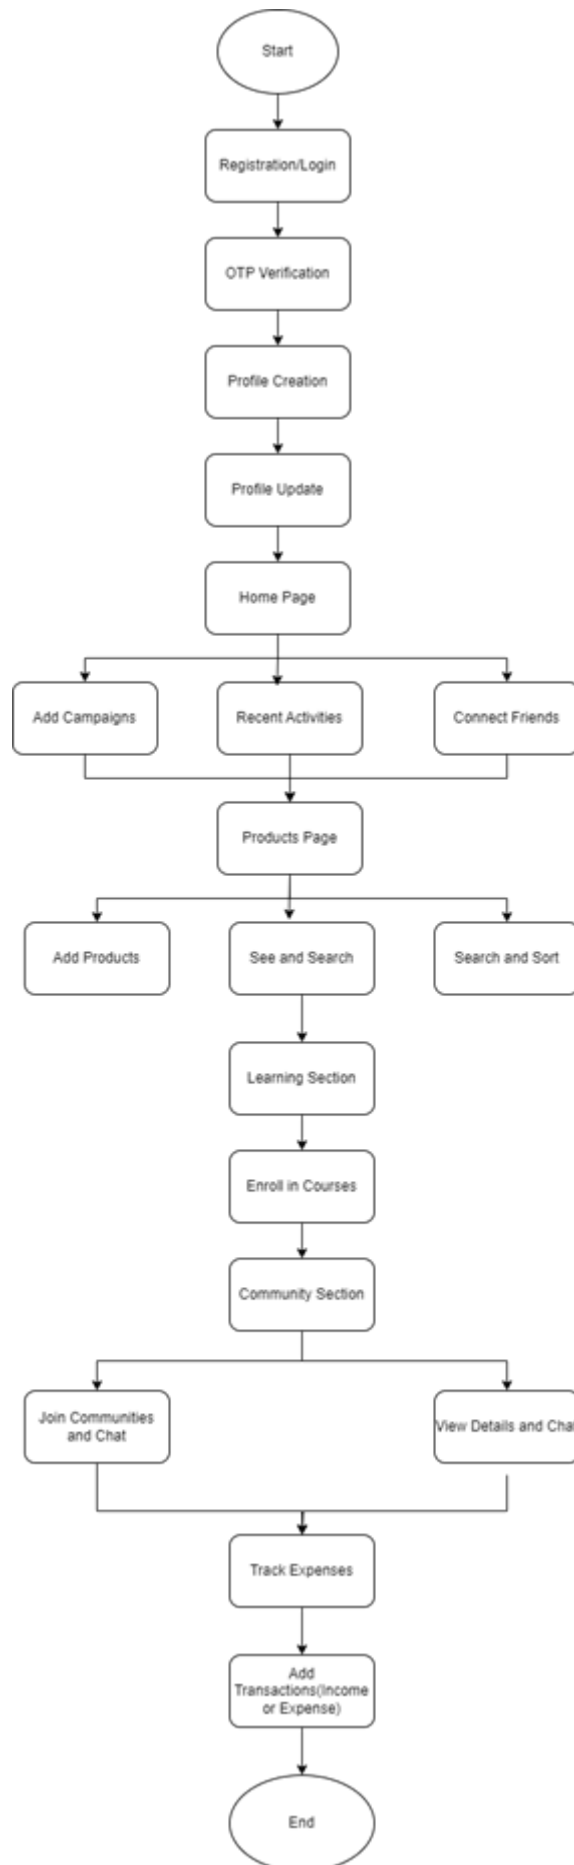 Start
Registration/Login
OTP Verification
Profile Creation
Profile Update
Home Page
Add Campaigns
Recent Activities
Connect Friends
Products Page
Add Products
See and Search
Search and Sort
Learning Section
Enroll in Courses
Community Section
Join Communities
and Chat
View Details and Chat
Track Expenses
Add
Transactions(Income
or Expense)
End